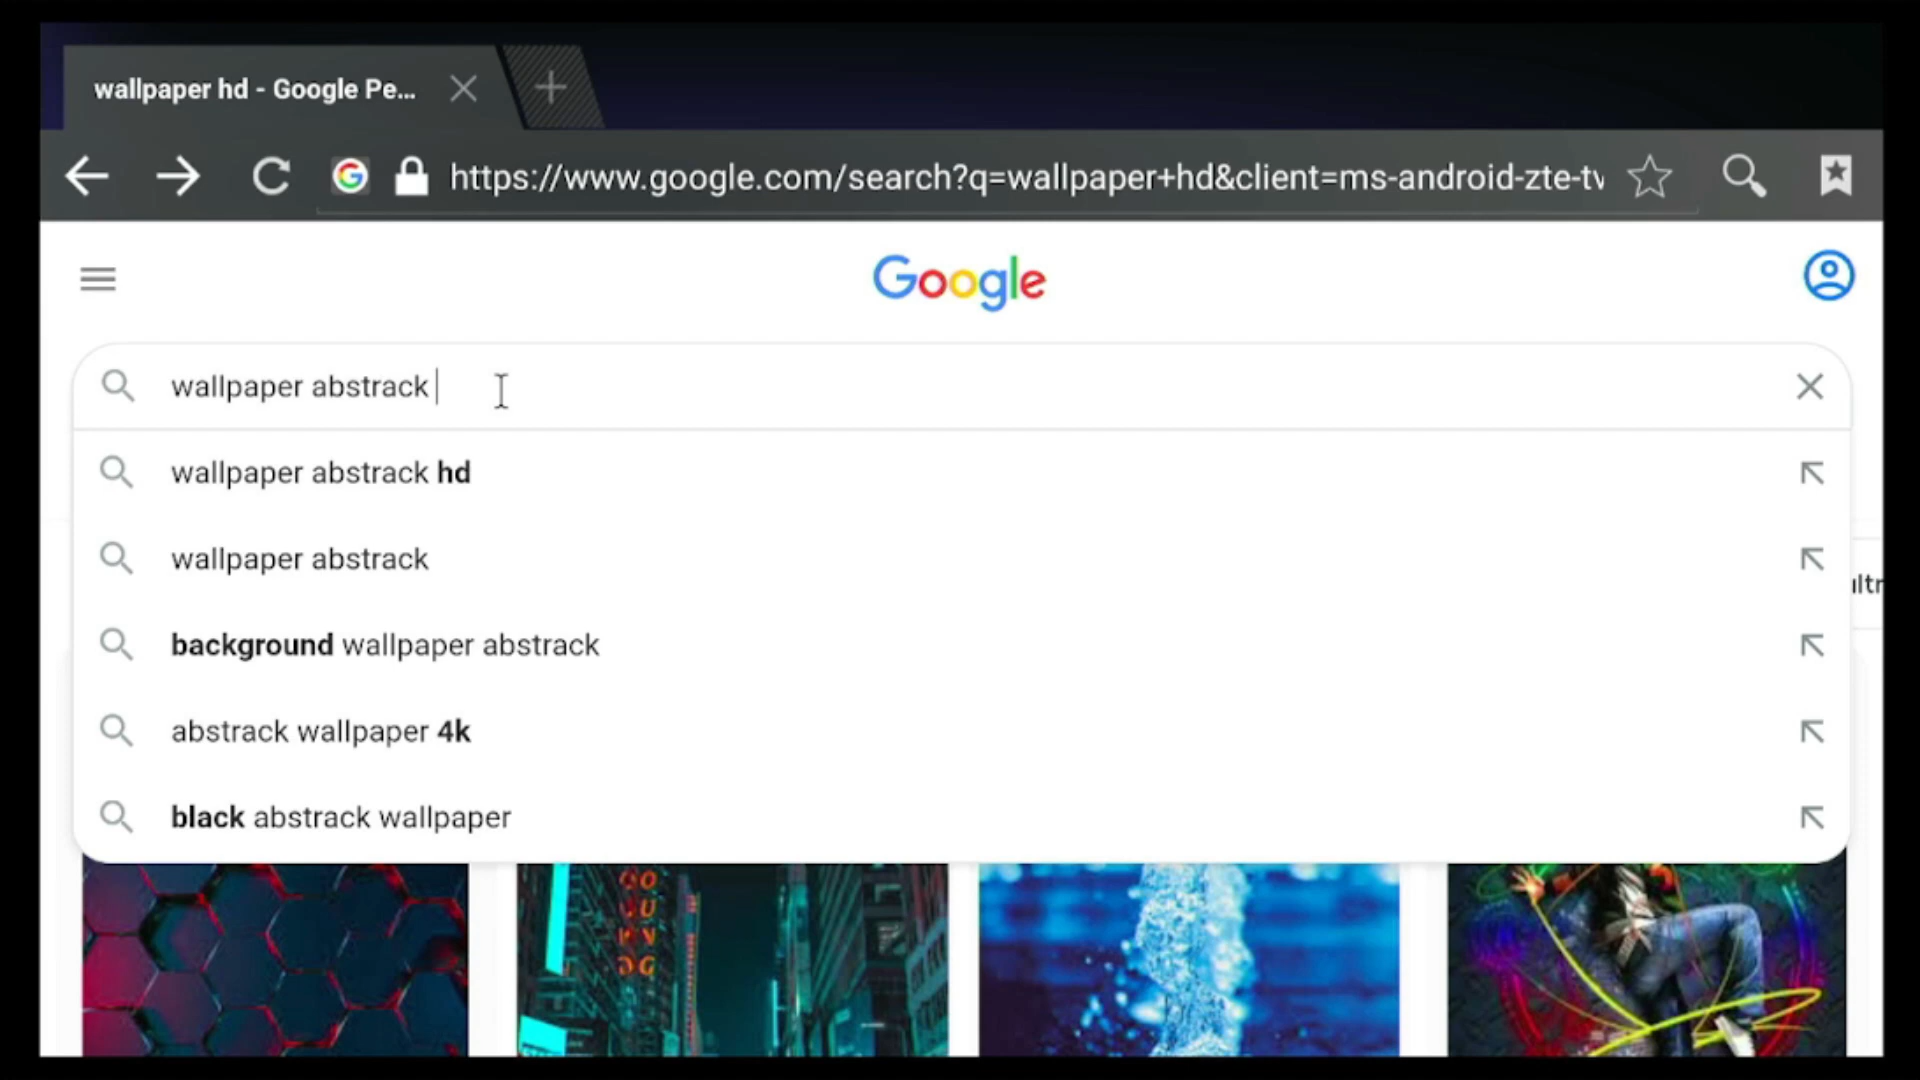 wallpaper hd - Google Pe...
https://www.google.com/search?q=wallpaper+hd&client=ms-android-zte-tv
Google
wallpaper abstrack
wallpaper abstrack hd
wallpaper abstrack
background wallpaper abstrack
abstrack wallpaper 4k
black abstrack wallpaper
ultr